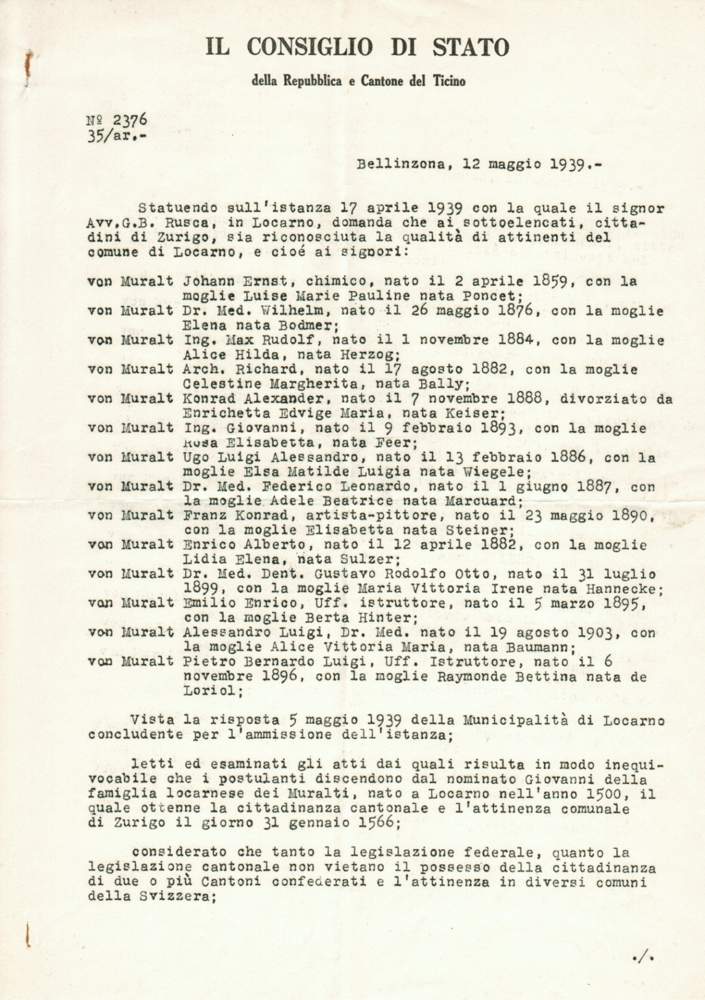 IL CONSIGLIO DI STATO
della Repubblica e Cantone del Ticino
Nº 2376
35/ar.-
Bellinzona, 12 maggio 1939.-
Statuendo sull'istanza 17 aprile 1939 con la quale il signor
Avv.G.B. Rusca, in Locarno, domanda che ai sottoelencati, citta-
dini di Zurigo, sia riconosciuta la qualità di attinenti del
comune di Locarno, e cioé ai signori:
von Muralt Johann Ernst, chimico, nato il 2 aprile 1859, con la
moglie Luise Marie Pauline nata Poncet;
von Muralt Dr. Med. Wilhelm, nato il 26 maggio 1876, con la moglie
Elena nata Bodmer;
von Muralt Ing. Max Rudolf, nato il 1 novembre 1884, con la moglie
Alice Hilda, nata Herzog;
von Muralt Arch. Richard, nato il 17 agosto 1882, con la moglie
Celestine Margherita, nata Bally;
von Muralt Konrad Alexander, nato il 7 novembre 1888, divorziato da
Enrichetta Edvige Maria, nata Keiser;
von Muralt Ing. Giovanni, nato il 9 febbraio 1893, con la moglie
Rosa Elisabetta, nata Feer;
von Muralt Ugo Luigi Alessandro, nato il 13 febbraio 1886, con la
moglie Elsa Matilde Luigia nata Wiegele;
von Muralt Dr. Med. Federico Leonardo, nato il 1 giugno 1887, con
la moglie Adele Beatrice nata Marcuard;
von Muralt Franz Konrad, artista-pittore, nato il 23 maggio 1890,
con la moglie Elisabetta nata Steiner;
von Muralt Enrico Alberto, nato il 12 aprile 1882, con la moglie
Lidia Elena, nata Sulzer;
von Muralt Dr. Med. Dent. Gustavo Rodolfo Otto, nato il 31 luglio
1899, con la moglie Maria Vittoria Irene nata Hannecke;
von Muralt Emilio Enrico, Uff. istruttore, nato il 5 marzo 1895,
con la moglie Berta Hinter;
von Muralt Alessandro Luigi, Dr. Med. nato il 19 agosto 1903, con
la moglie Alice Vittoria Maria, nata Baumann;
von Muralt Pietro Bernardo Luigi, Uff. Istruttore, nato il 6
novembre 1896, con la moglie Raymonde Bettina nata de
Loriol;
Vista la risposta 5 maggio 1939 della Municipalità di Locarno
concludente per l'ammissione dell'istanza;
letti ed esaminati gli atti dai quali risulta in modo inequi-
vocabile che i postulanti discendono dal nominato Giovanni della
famiglia locarnese dei Muralti, nato a Locarno nell'anno 1500, il
quale ottenne la cittadinanza cantonale e l'attinenza comunale
di Zurigo il giorno 31 gennaio 1566;
considerato che tanto la legislazione federale, quanto la
legislazione cantonale non vietano il possesso della cittadinanza
di due o più Cantoni confederati e l'attinenza in diversi comuni
della Svizzera;
./.